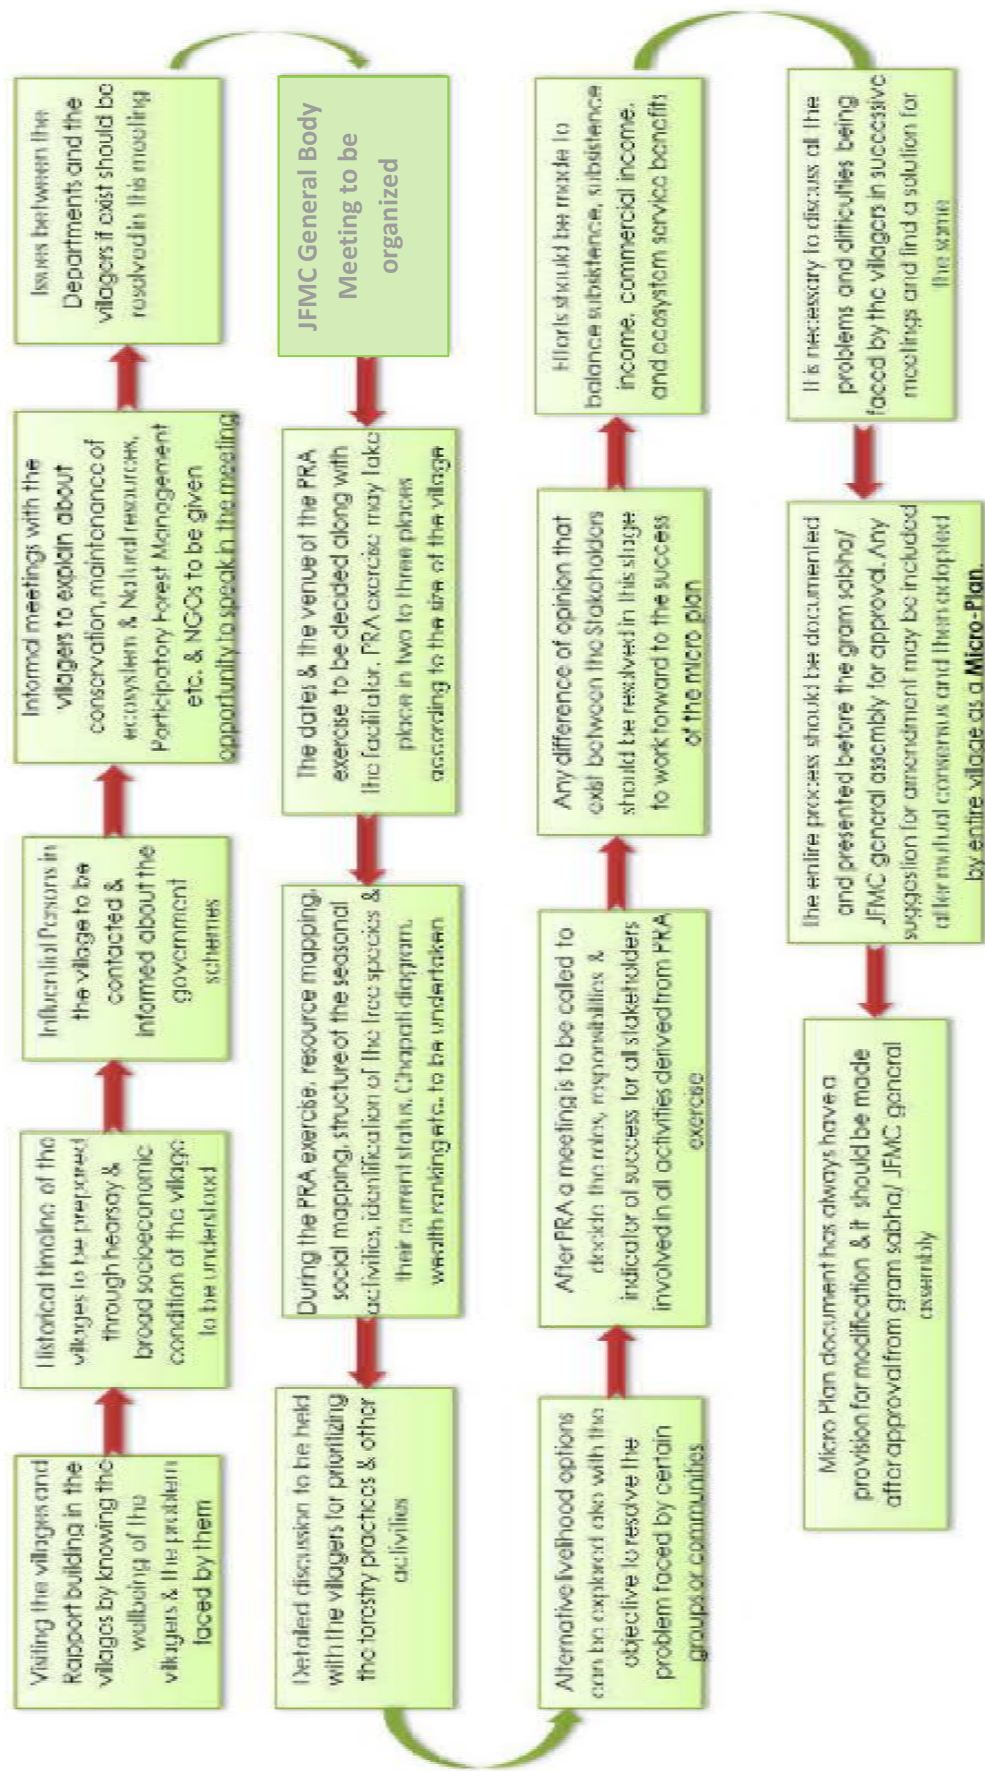 Visiting the villages and
Rapport building in the
villages by knowing the
wellbeing of the
villagers & the problem
faced by them
Historical timeline of the
villages to be prepared
through hearsay &
broad socioeconomic
condition of the village
to be understood
Influential Persons in
the village to be
contacted &
informed about the
government
schemes
Informal meetings with the
villagers to explain about
conservation, maintenance of
ecosystem & Natural resources,
Participatory Forest Management
etc. & NGOs to be given
opportunity to speak in the meeting
Issues between the
Departments and the
villagers if exist should be
resolved in this meeting
JFMC General Body
Meeting to be
organized
The dates & the venue of the PRA
exercise to be decided along with
the facilitator. PRA exercise may take
place in two to three places
according to the size of the village
During the PRA exercise, resource mapping,
social mapping, structure of the seasonal
activities, identification of the tree species &
their current status, Chapati diagram,
wealth ranking etc. to be undertaken
Detailed discussion to be held
with the villagers for prioritizing
the forestry practices & other
activities
Alternative livelihood options
can be explored also with the
objective to resolve the
problem faced by certain
groups or communities
After PRA a meeting is to be called to
decide the roles, responsibilities &
indicator of success for all stakeholders
involved in all activities derived from PRA
exercise
Any difference of opinion that
exist between the Stakeholders
should be resolved in this stage
to work forward to the success
of the micro plan
Efforts should be made to
balance subsistence, subsistence
income, commercial income,
and ecosystem service benefits
It is necessary to discuss all the
problems and difficulties being
faced by the villagers in successive
meetings and find a solution for
the same
The entire process should be documented
and presented before the gram sabha/
JFMC general assembly for approval. Any
suggestion for amendment may be included
after mutual consensus and then adopted
by entire village as a Micro-Plan.
Micro Plan document has always have a
provision for modification & it should be made
after approval from gram sabha/ JFMC general
assembly